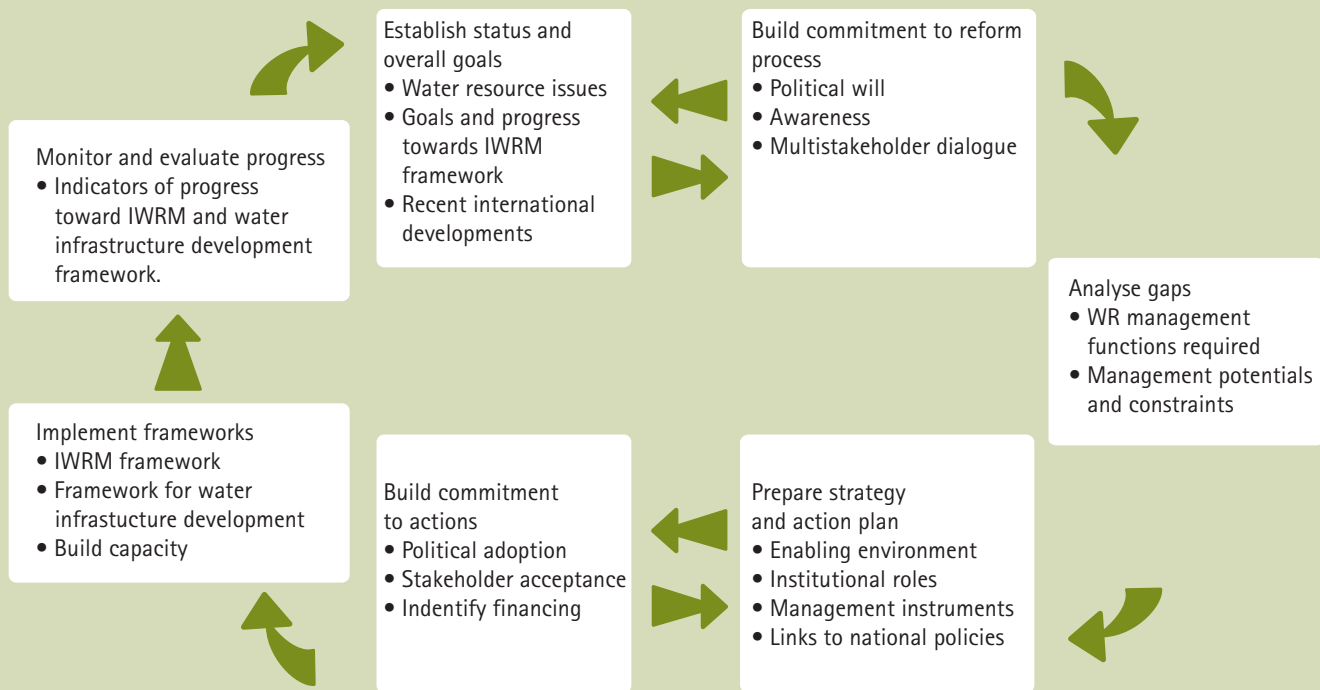 Establish status and
overall goals
• Water resource issues
• Goals and progress
towards IWRM
framework
• Recent international
developments
Build commitment to reform
process
• Political will
• Awareness
• Multistakeholder dialogue
Analyse gaps
• WR management
functions required
• Management potentials
and constraints
Prepare strategy
and action plan
• Enabling environment
• Institutional roles
• Management instruments
• Links to national policies
Build commitment
to actions
• Political adoption
• Stakeholder acceptance
• Indentify financing
Implement frameworks
• IWRM framework
• Framework for water
infrastucture development
• Build capacity
Monitor and evaluate progress
• Indicators of progress
toward IWRM and water
infrastructure development
framework.